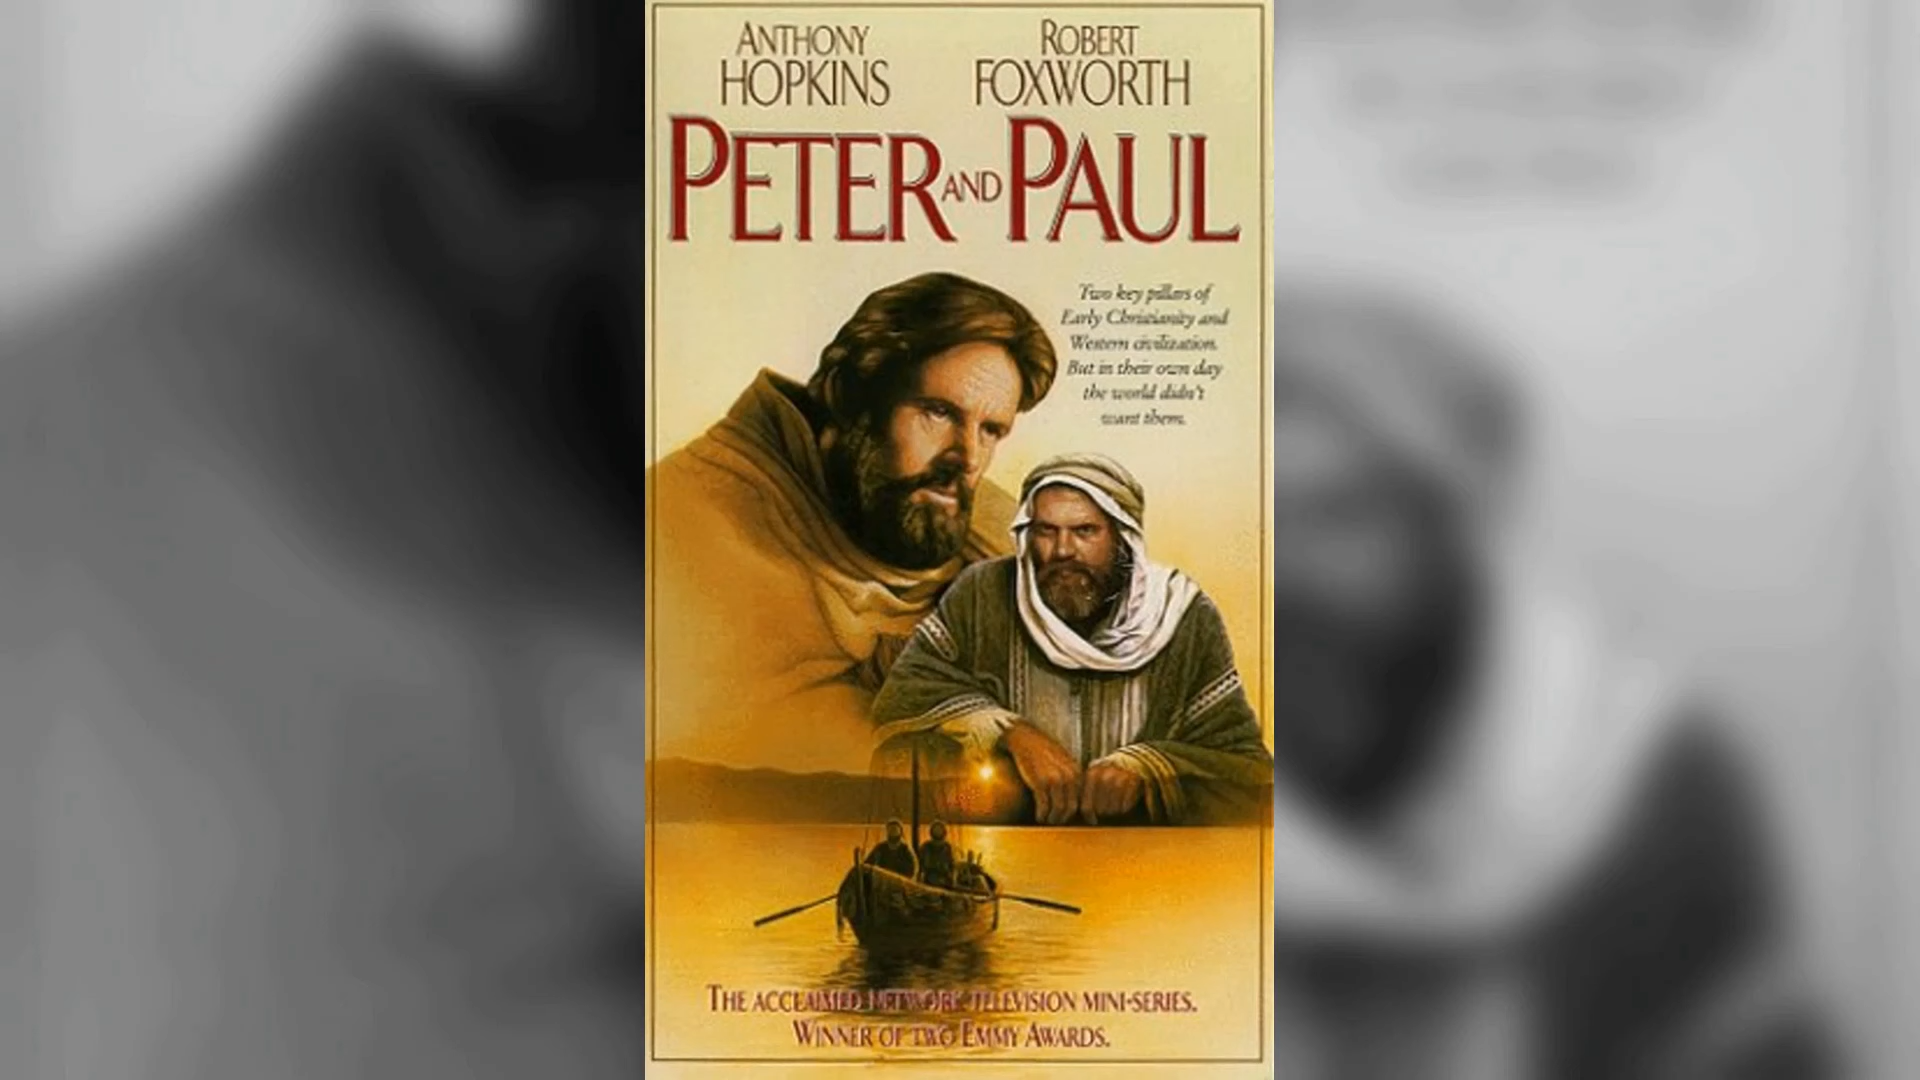 ANTHONY HOPKINS
ROBERT FOXWORTH
PETER AND PAUL
Two key pillars of
Early Christianity and
Western civilization.
But in their own day
the world didn't
want them.
THE ACCLAIMED NETWORK TELEVISION MINI-SERIES.
WINNER OF TWO EMMY AWARDS.